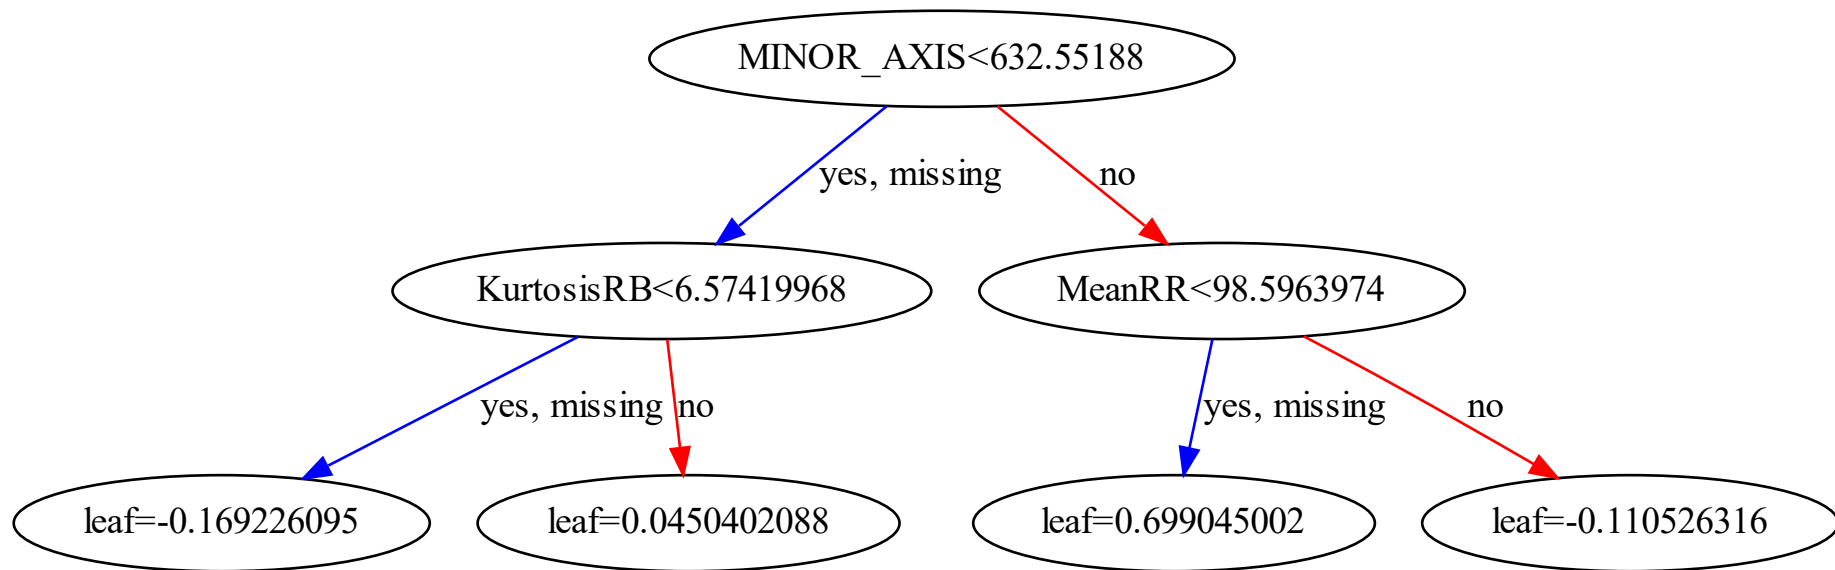 MINOR_AXIS<632.55188
yes, missing
no
KurtosisRB<6.57419968
MeanRR<98.5963974
yes, missing
no
yes, missing
no
leaf=-0.169226095
leaf=0.0450402088
leaf=0.699045002
leaf=-0.110526316